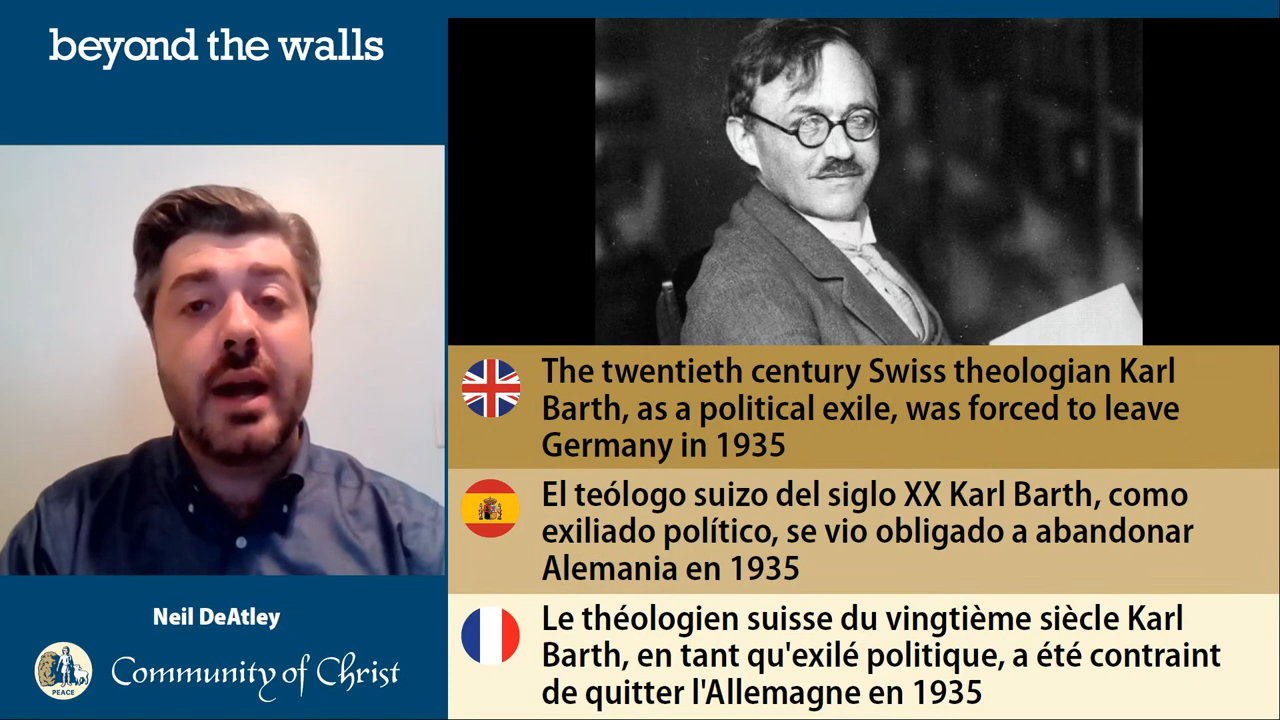 beyond the walls
The twentieth century Swiss theologian Karl
Barth, as a political exile, was forced to leave
Germany in 1935
El teólogo suizo del siglo XX Karl Barth, como
exiliado político, se vio obligado a abandonar
Alemania en 1935
Le théologien suisse du vingtième siècle Karl
Barth, en tant qu'exilé politique, a été contraint
de quitter l'Allemagne en 1935
Neil DeAtley
PEACE
Community of Christ